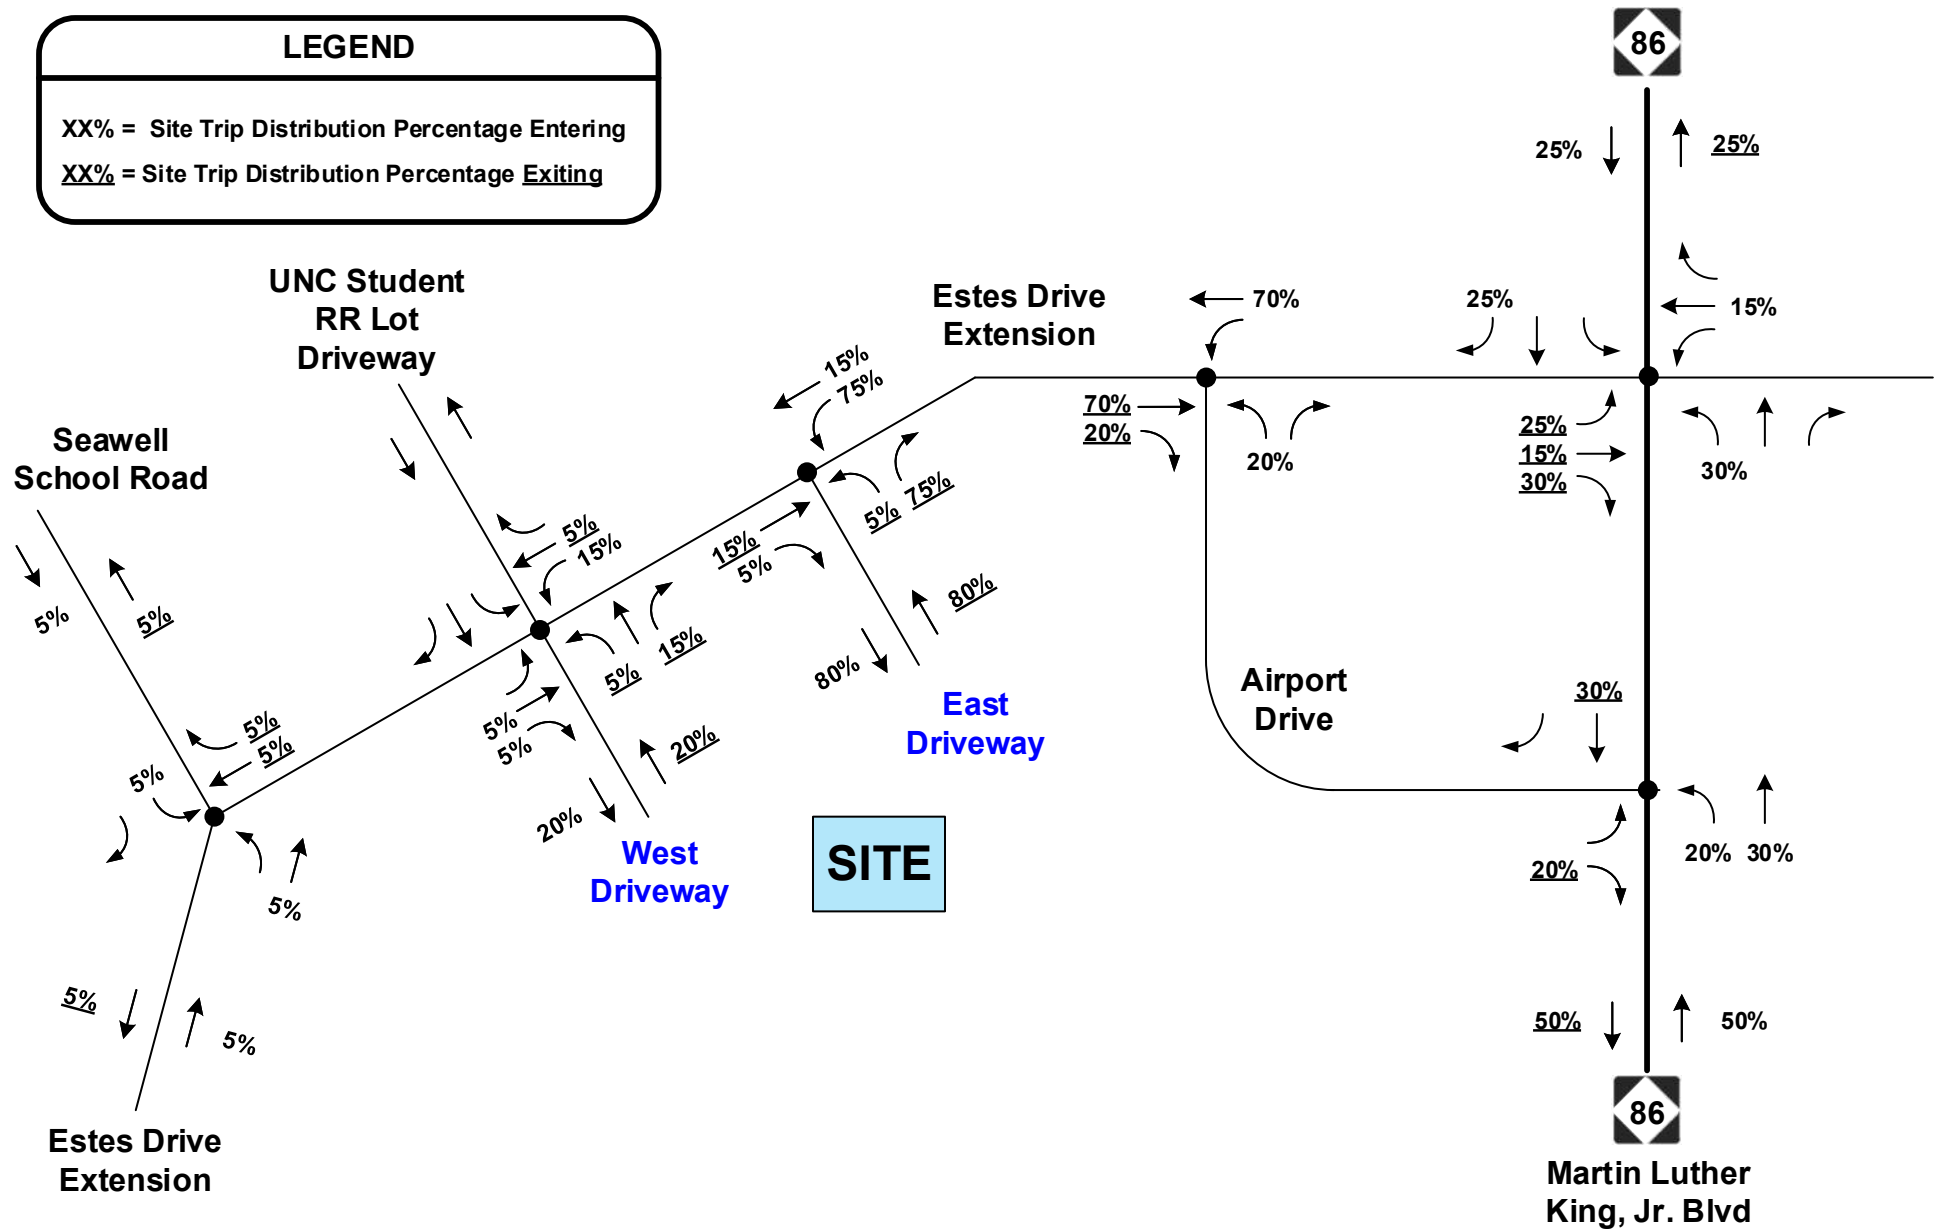 LEGEND
XX% = Site Trip Distribution Percentage Entering
XX% = Site Trip Distribution Percentage Exiting
86
25%
25%
UNC Student
RR Lot
Driveway
Estes Drive
Extension
70%
25%
15%
15%
75%
70%
20%
20%
25%
15%
30%
30%
Seawell
School Road
5%
75%
5%
15%
15%
5%
80%
80%
5%
5%
5%
15%
5%
5%
20%
20%
East
Driveway
Airport
Drive
30%
5%
5%
5%
5%
West
Driveway
SITE
20%
20%
30%
5%
5%
50%
50%
86
Estes Drive
Extension
Martin Luther
King, Jr. Blvd